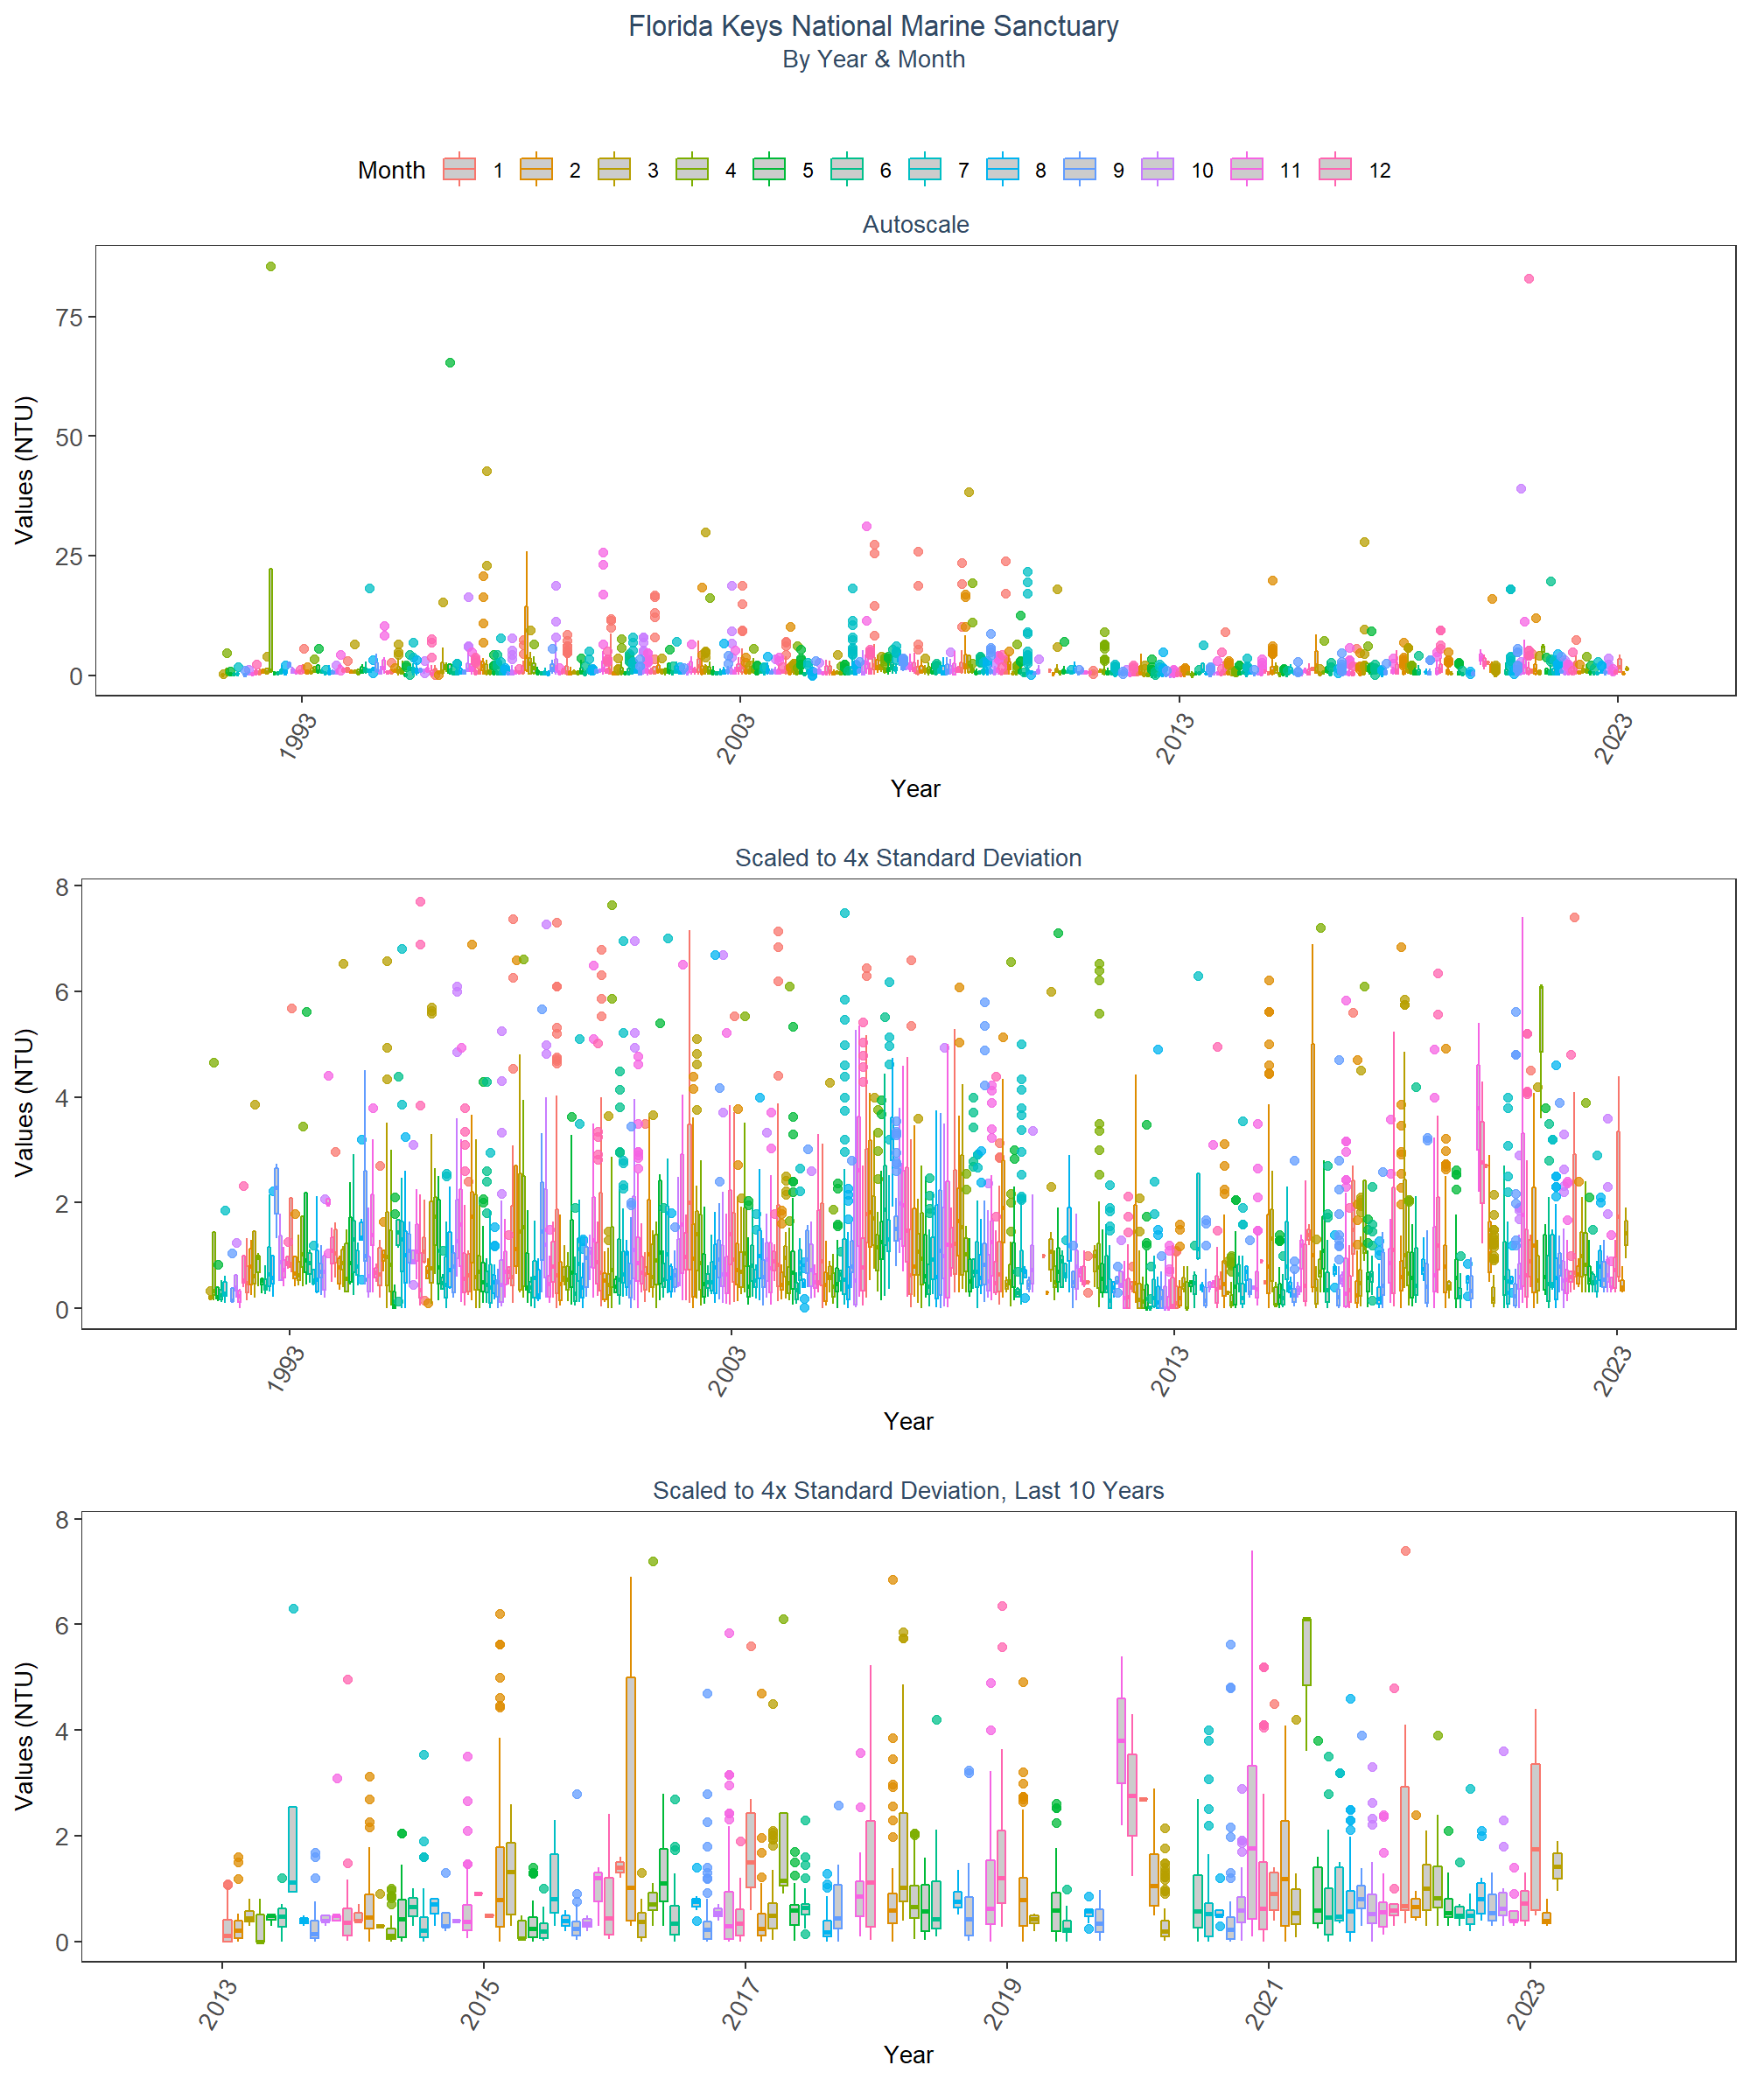 Florida Keys National Marine Sanctuary
By Year & Month
Month 1 2 3 4 5 6 7 8 9 10 11 12
Autoscale
Values (NTU)
75
50
25
0
1993 2003 2013 2023
Year
Scaled to 4x Standard Deviation
Values (NTU)
8
6
4
2
0
1993 2003 2013 2023
Year
Scaled to 4x Standard Deviation, Last 10 Years
Values (NTU)
8
6
4
2
0
2013 2015 2017 2019 2021 2023
Year